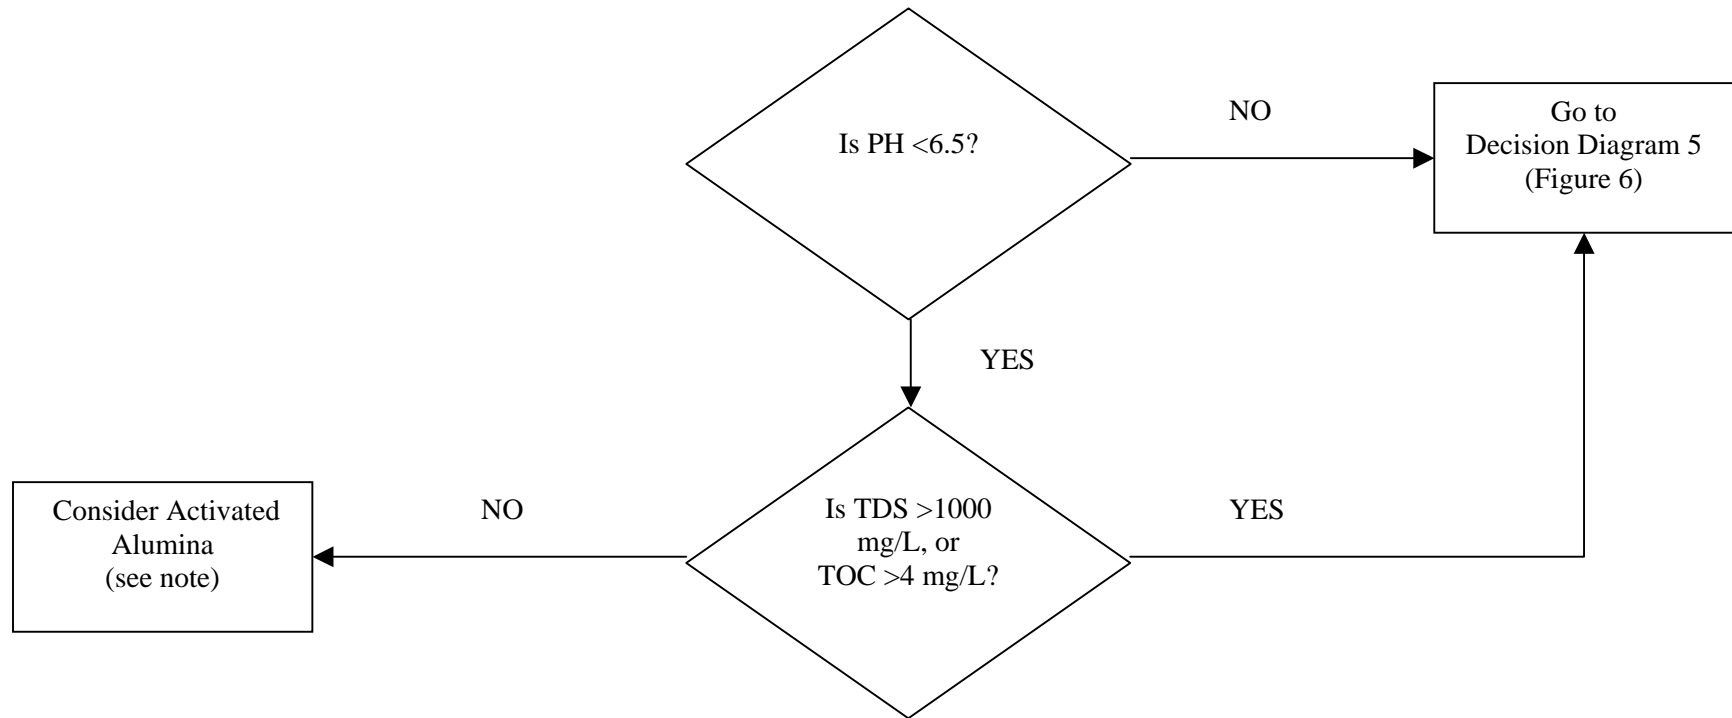 Is PH <6.5?
NO
Go to
Decision Diagram 5
(Figure 6)
YES
Is TDS >1000
mg/L, or
TOC >4 mg/L?
NO
Consider Activated
Alumina
(see note)
YES